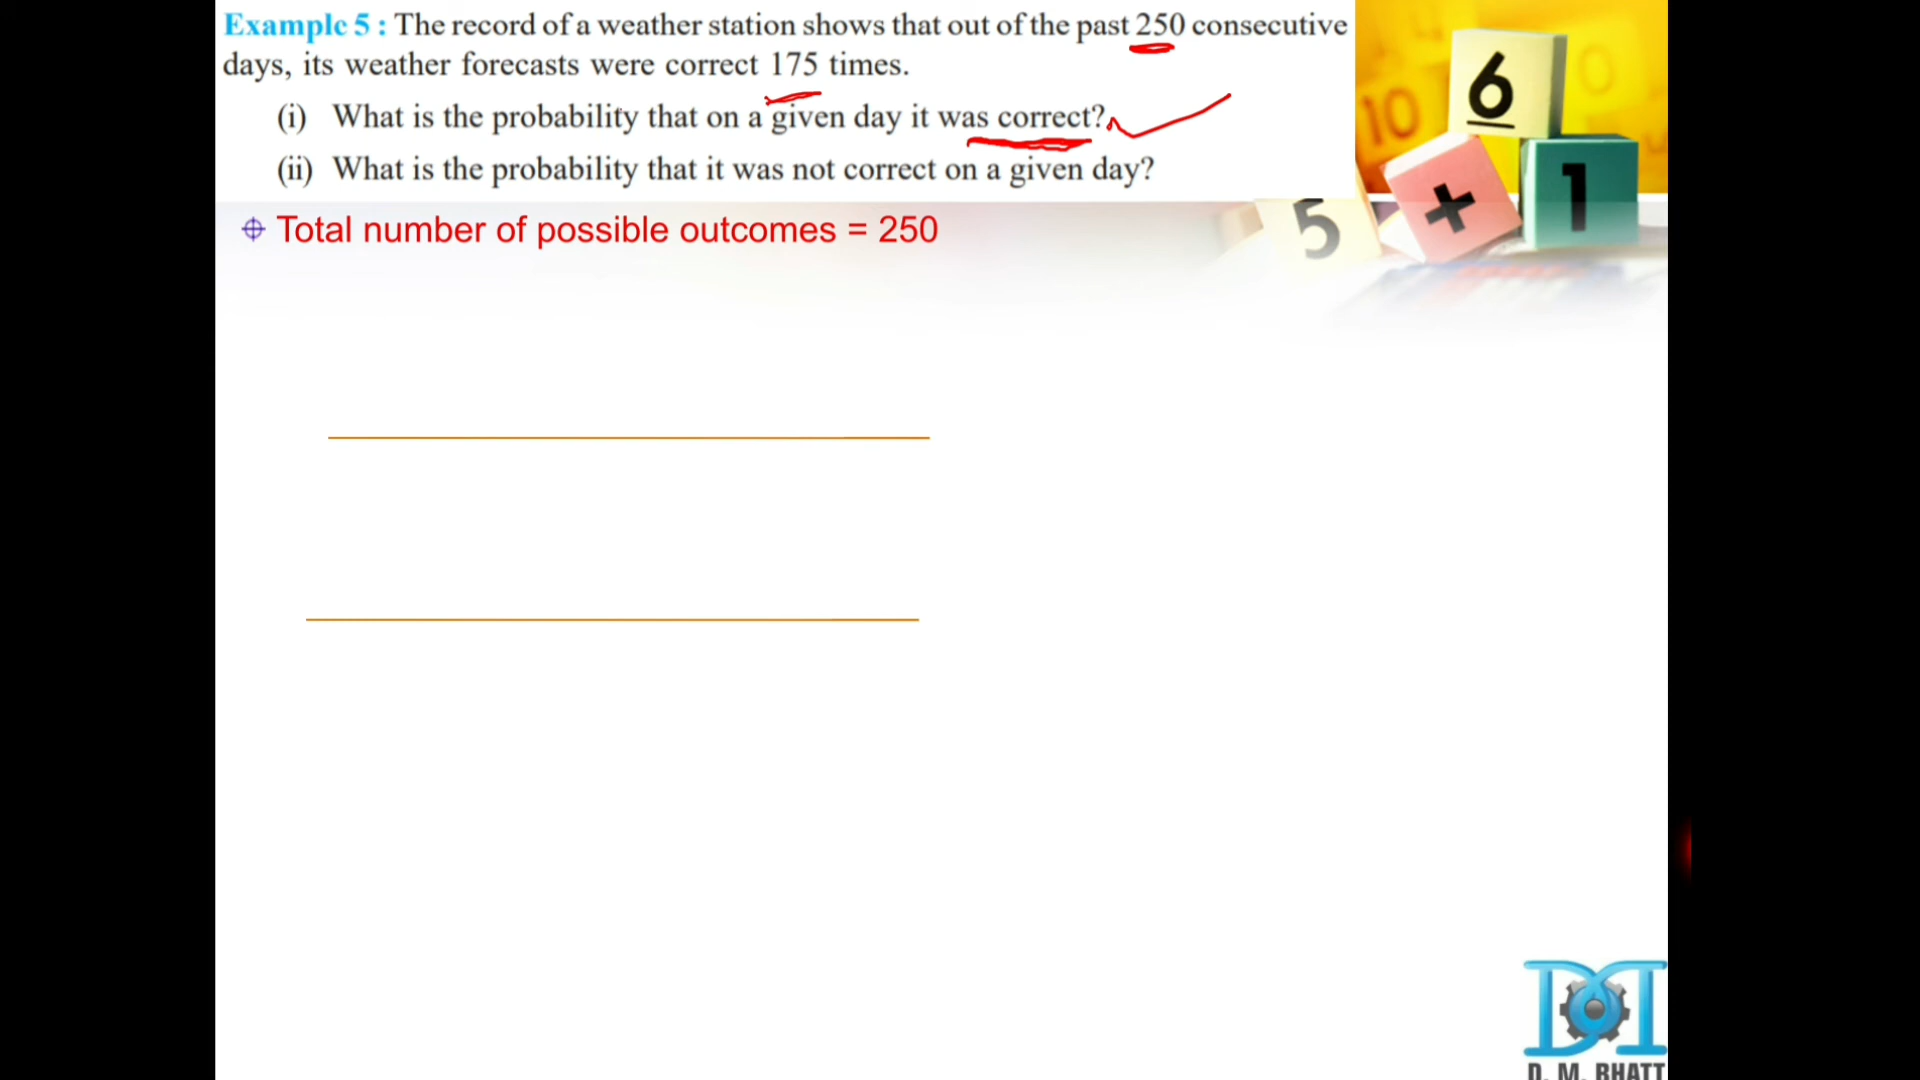 Example 5 : The record of a weather station shows that out of the past 250 consecutive
days, its weather forecasts were correct 175 times.
(i) What is the probability that on a given day it was correct?
(ii) What is the probability that it was not correct on a given day?
Total number of possible outcomes = 250
6
10
5
+
1
D. M. BHATT